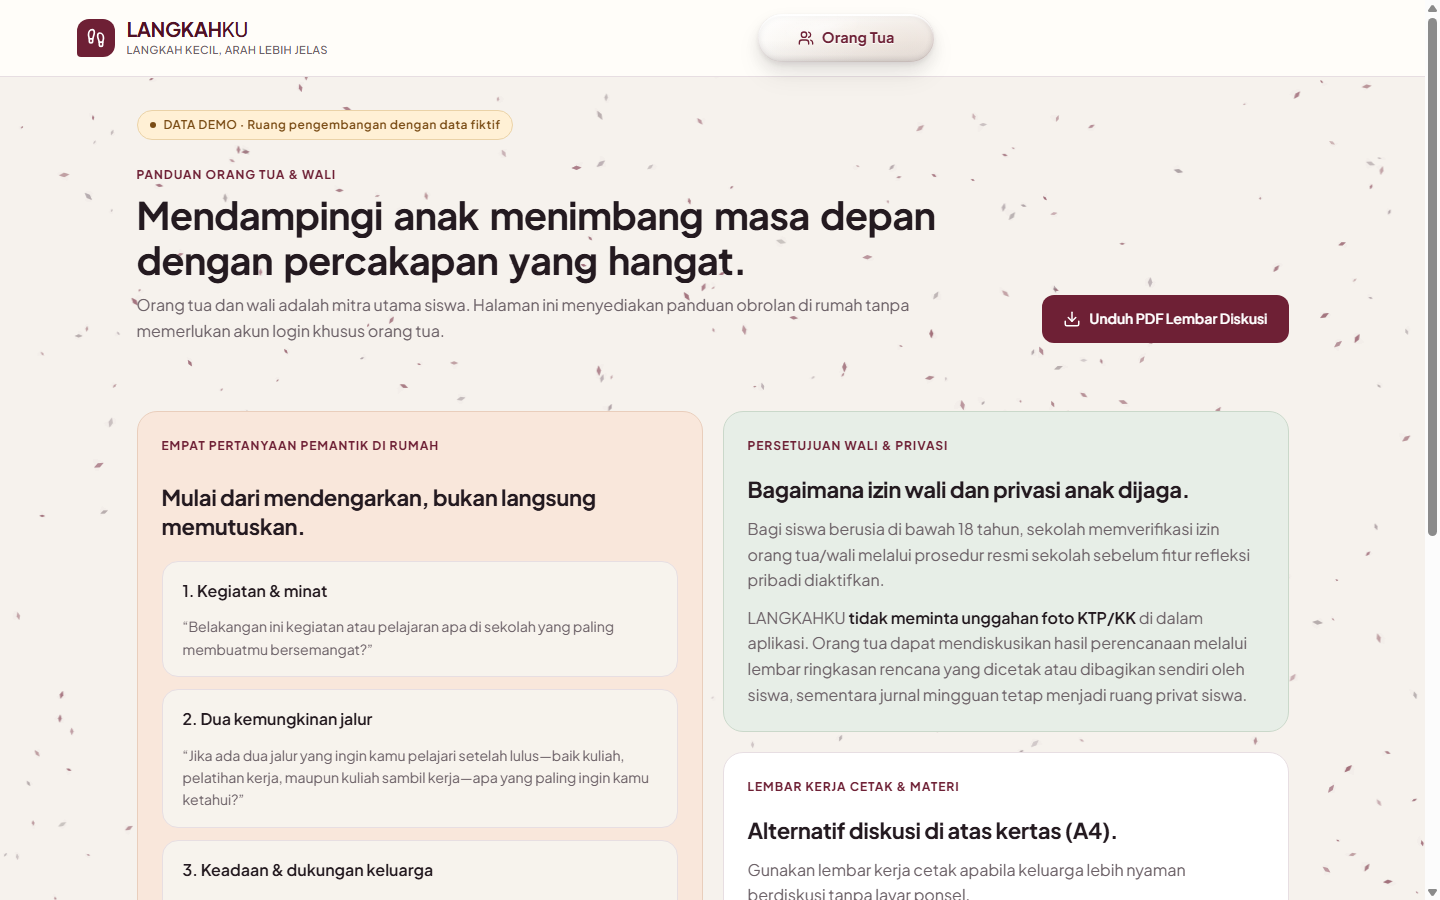 LANGKAHKU
LANGKAH KECIL, ARAH LEBIH JELAS
Orang Tua
DATA DEMO · Ruang pengembangan dengan data fiktif
PANDUAN ORANG TUA & WALI
Mendampingi anak menimbang masa depan
dengan percakapan yang hangat.
Orang tua dan wali adalah mitra utama siswa. Halaman ini menyediakan panduan obrolan di rumah tanpa
memerlukan akun login khusus orang tua.
Unduh PDF Lembar Diskusi
EMPAT PERTANYAAN PEMANTIK DI RUMAH
Mulai dari mendengarkan, bukan langsung
memutuskan.
1. Kegiatan & minat
“Belakangan ini kegiatan atau pelajaran apa di sekolah yang paling
membuatmu bersemangat?”
2. Dua kemungkinan jalur
“Jika ada dua jalur yang ingin kamu pelajari setelah lulus—baik kuliah,
pelatihan kerja, maupun kuliah sambil kerja—apa yang paling ingin kamu
ketahui?”
3. Keadaan & dukungan keluarga
PERSETUJUAN WALI & PRIVASI
Bagaimana izin wali dan privasi anak dijaga.
Bagi siswa berusia di bawah 18 tahun, sekolah memverifikasi izin
orang tua/wali melalui prosedur resmi sekolah sebelum fitur refleksi
pribadi diaktifkan.
LANGKAHKU tidak meminta unggahan foto KTP/KK di dalam
aplikasi. Orang tua dapat mendiskusikan hasil perencanaan melalui
lembar ringkasan rencana yang dicetak atau dibagikan sendiri oleh
siswa, sementara jurnal mingguan tetap menjadi ruang privat siswa.
LEMBAR KERJA CETAK & MATERI
Alternatif diskusi di atas kertas (A4).
Gunakan lembar kerja cetak apabila keluarga lebih nyaman
berdiskusi tanpa layar ponsel.